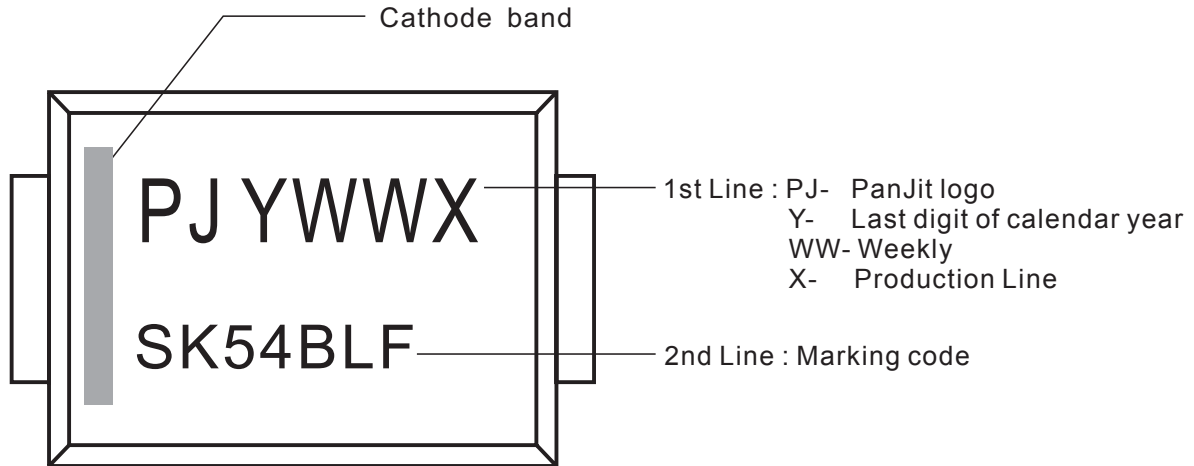 Cathode band
PJ YWWX
1st Line : PJ- PanJit logo
Y- Last digit of calendar year
WW- Weekly
X- Production Line
SK54BLF
2nd Line : Marking code